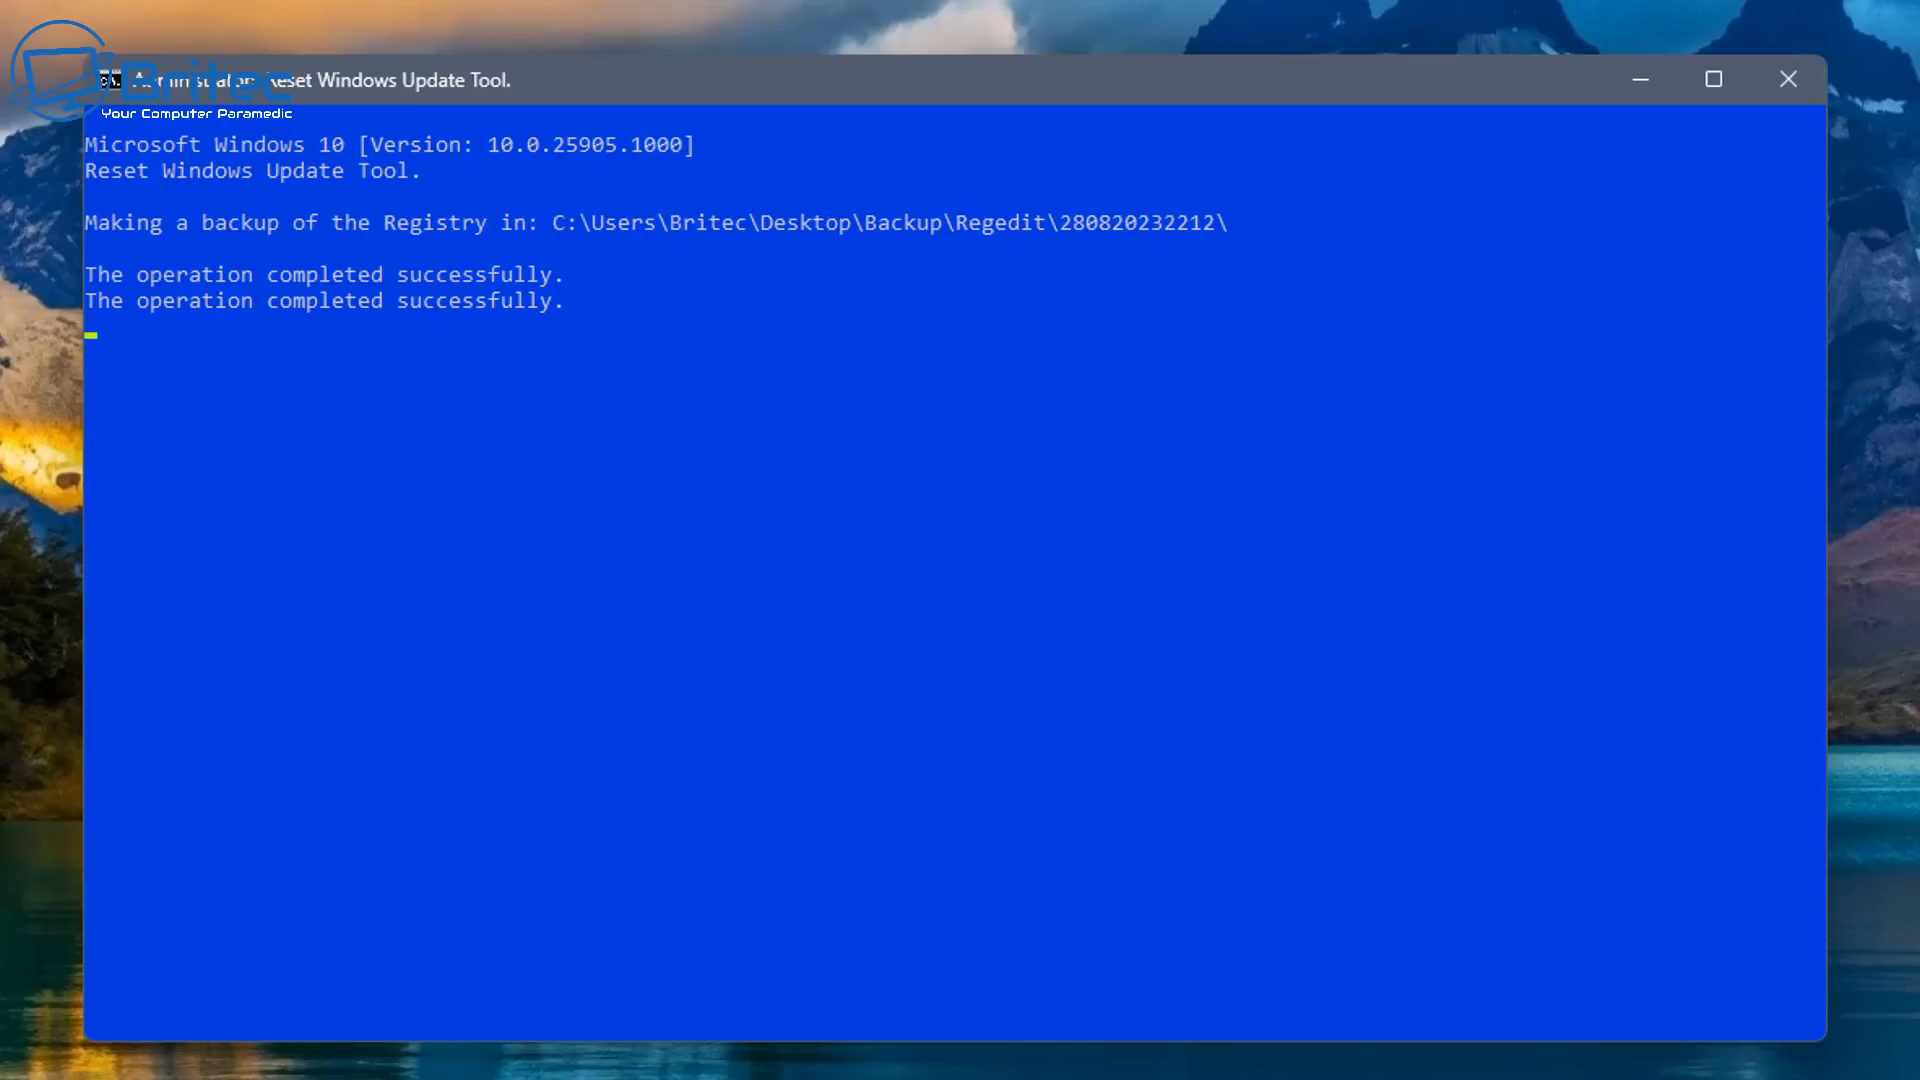 Britec
Your Computer Paramedic
Administrator: Reset Windows Update Tool.
Microsoft Windows 10 [Version: 10.0.25905.1000]
Reset Windows Update Tool.
Making a backup of the Registry in: C:\Users\Britec\Desktop\Backup\Regedit\280820232212\
The operation completed successfully.
The operation completed successfully.